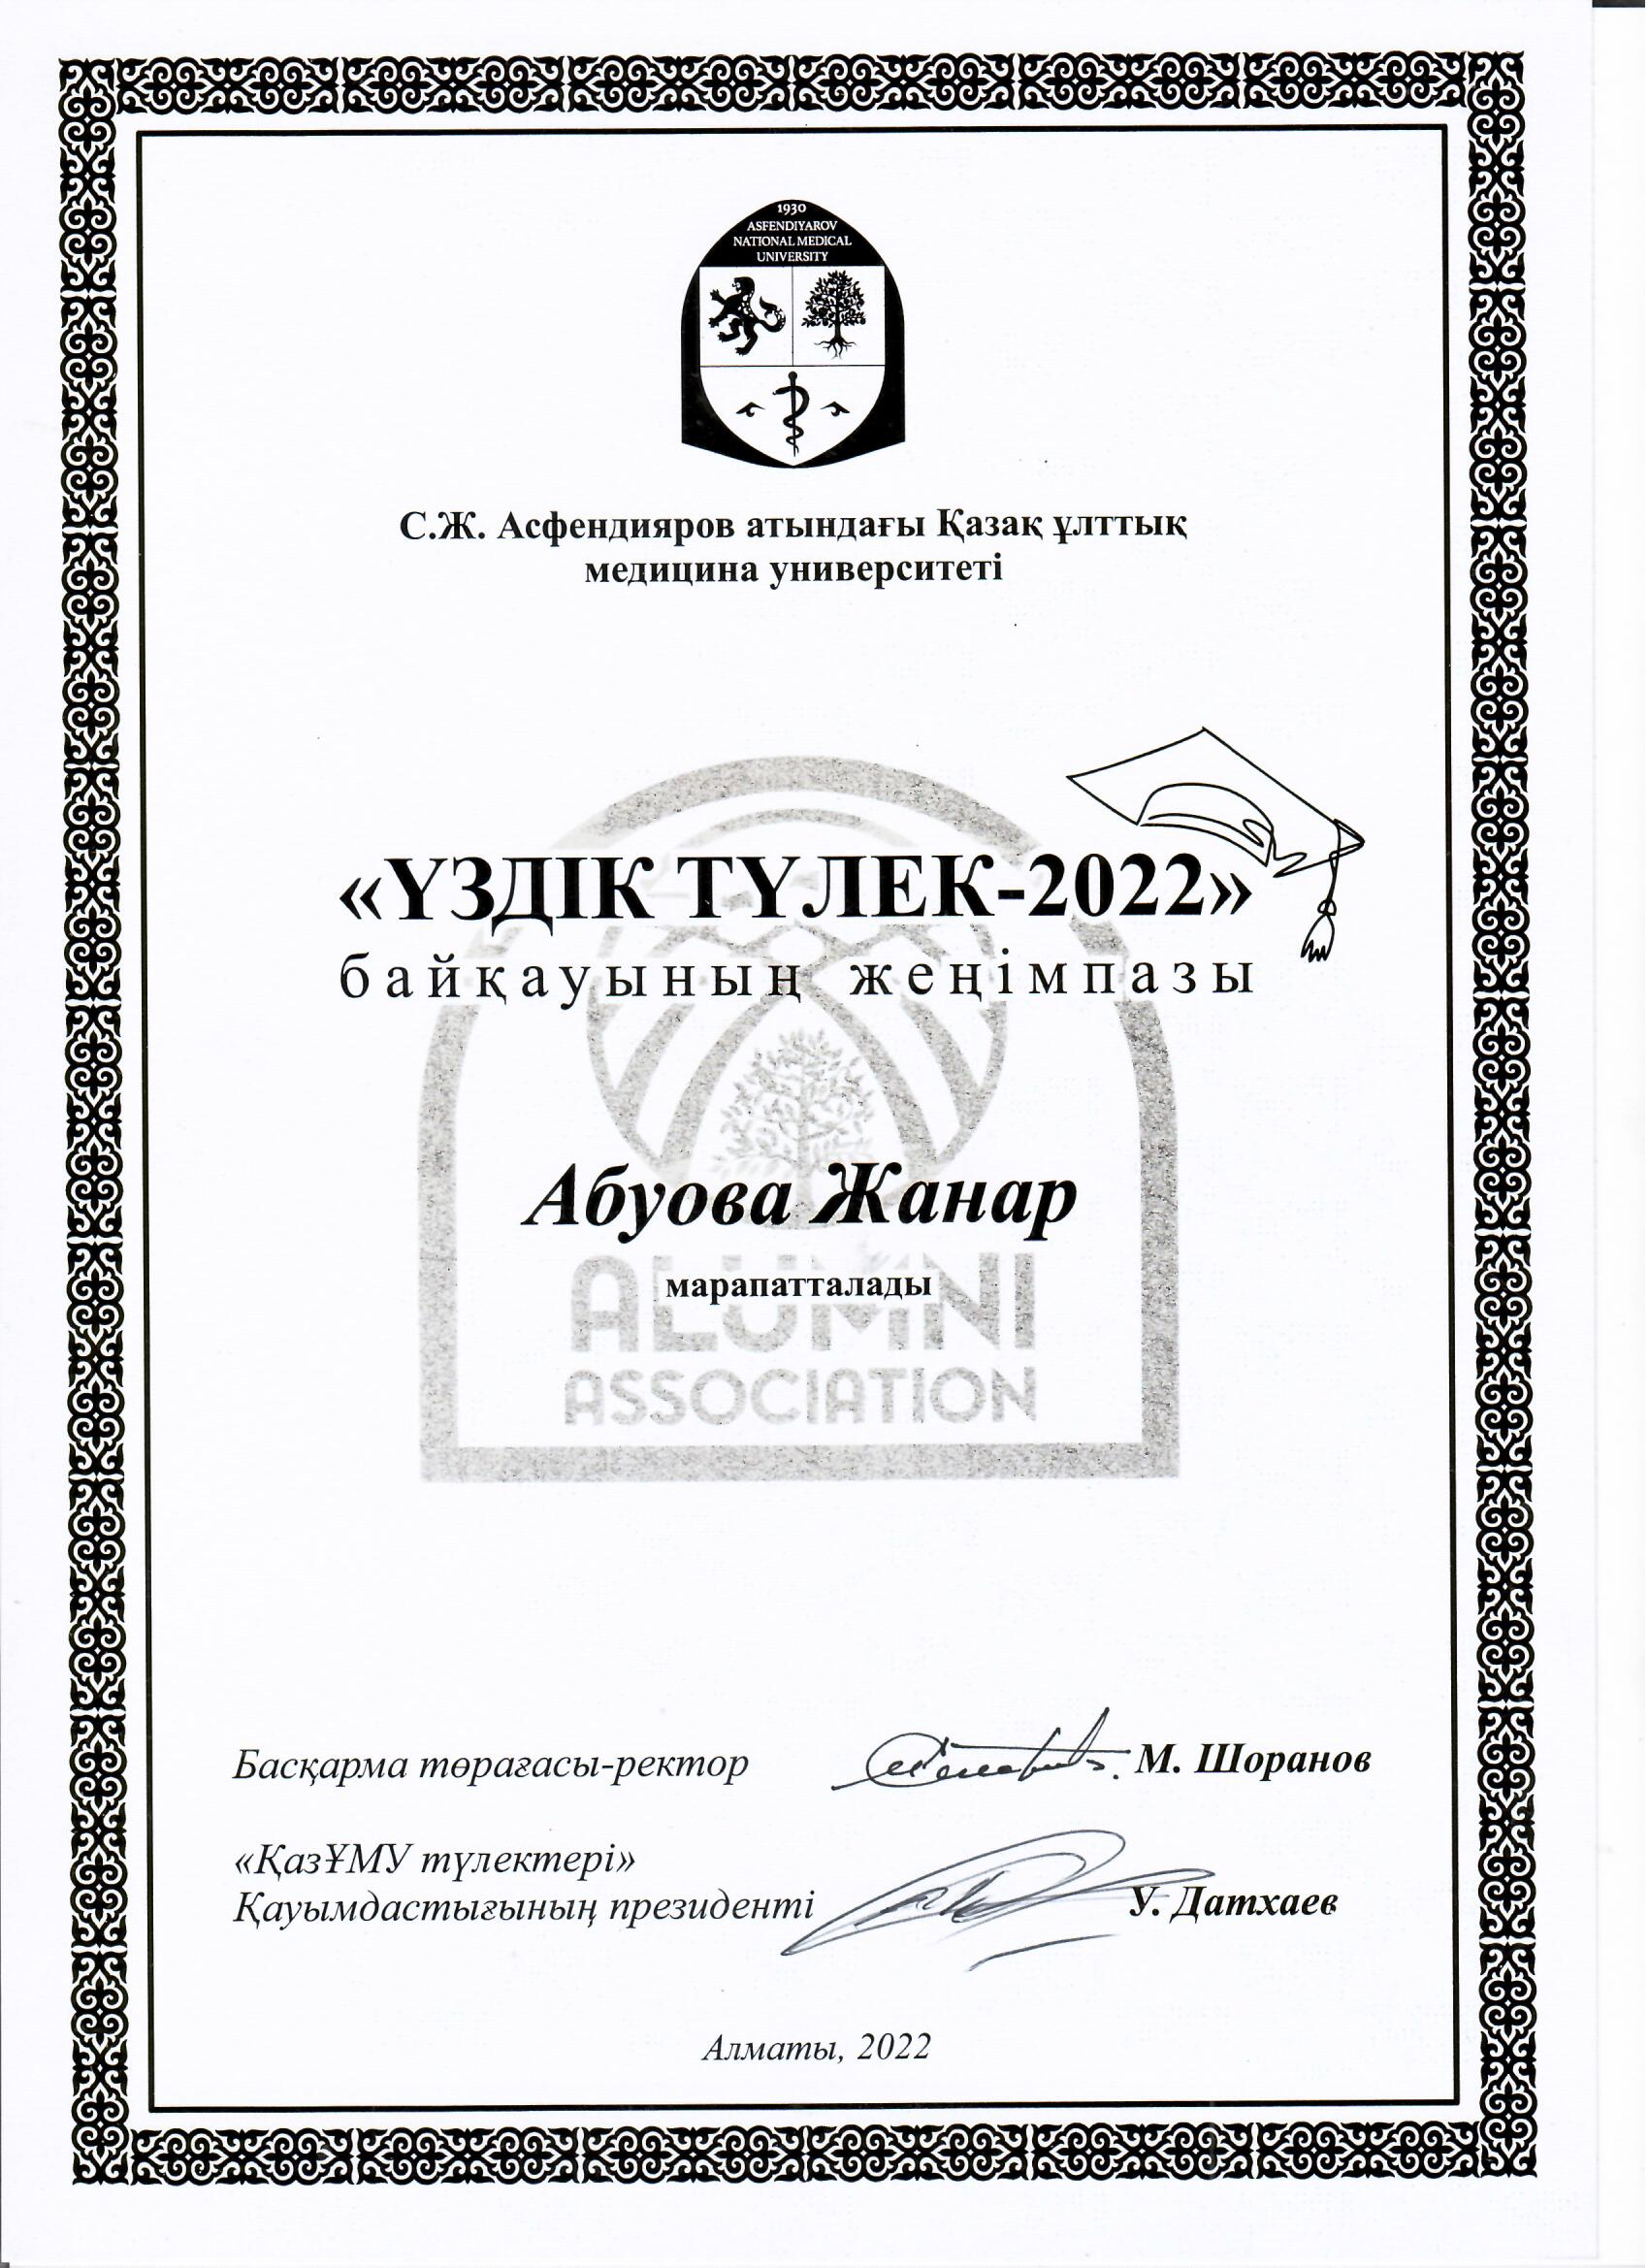 1930
ASFENDIYAROV
NATIONAL MEDICAL
UNIVERSITY
С.Ж. Асфендияров атындағы Қазақ ұлттық
медицина университеті
«ҮЗДІК ТҮЛЕК-2022»
байқауының жеңімпазы
Абуова Жанар
марапатталады
ALUMNI
ASSOCIATION
Басқарма төрағасы-ректор М. Шоранов
«ҚазҰМУ түлектері»
Қауымдастығының президенті У. Датхаев
Алматы, 2022